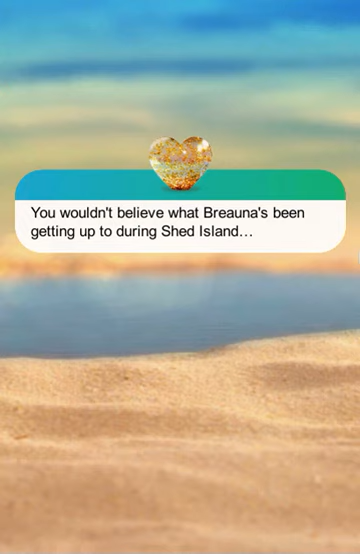 You wouldn't believe what Breauna's been
getting up to during Shed Island…